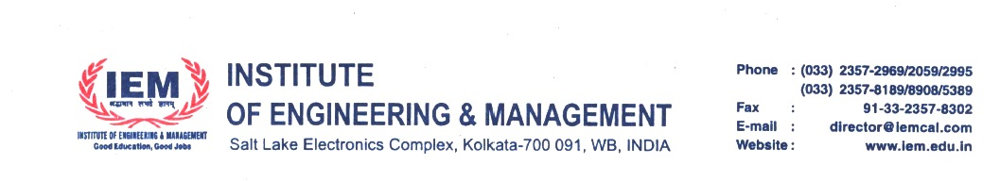 IEM
श्रद्धावान लभते ज्ञानम्
INSTITUTE OF ENGINEERING & MANAGEMENT
Good Education, Good Jobs
INSTITUTE
OF ENGINEERING & MANAGEMENT
Salt Lake Electronics Complex, Kolkata-700 091, WB, INDIA
Phone : (033) 2357-2969/2059/2995
(033) 2357-8189/8908/5389
Fax : 91-33-2357-8302
E-mail : director@iemcal.com
Website : www.iem.edu.in